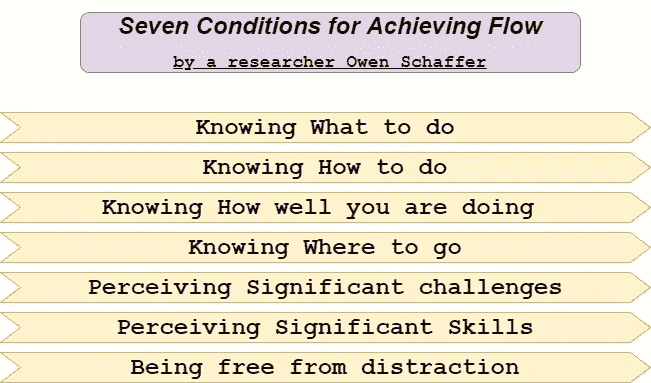 Seven Conditions for Achieving Flow
by a researcher Owen Schaffer
Knowing What to do
Knowing How to do
Knowing How well you are doing
Knowing Where to go
Perceiving Significant challenges
Perceiving Significant Skills
Being free from distraction